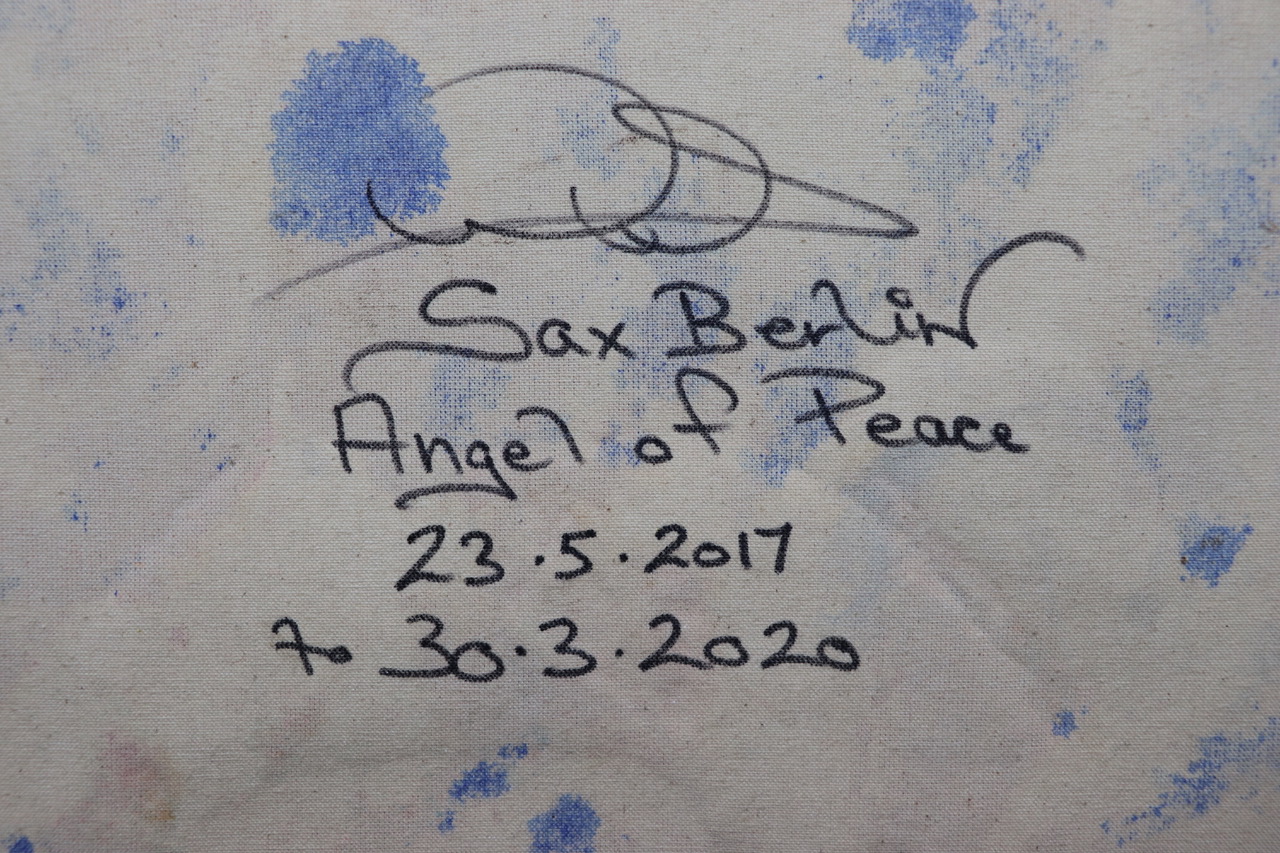 Sax Berlin
Angel of Peace
23.5.2017
to 30.3.2020